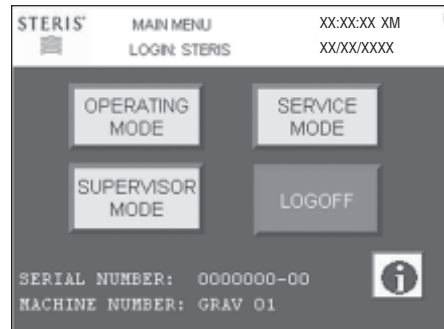 STERIS® MAIN MENU XX:XX:XX XM
LOGIN: STERIS XX/XX/XXXX
OPERATING MODE
SERVICE MODE
SUPERVISOR MODE
LOGOFF
SERIAL NUMBER: 0000000-00
MACHINE NUMBER: GRAV 01
i